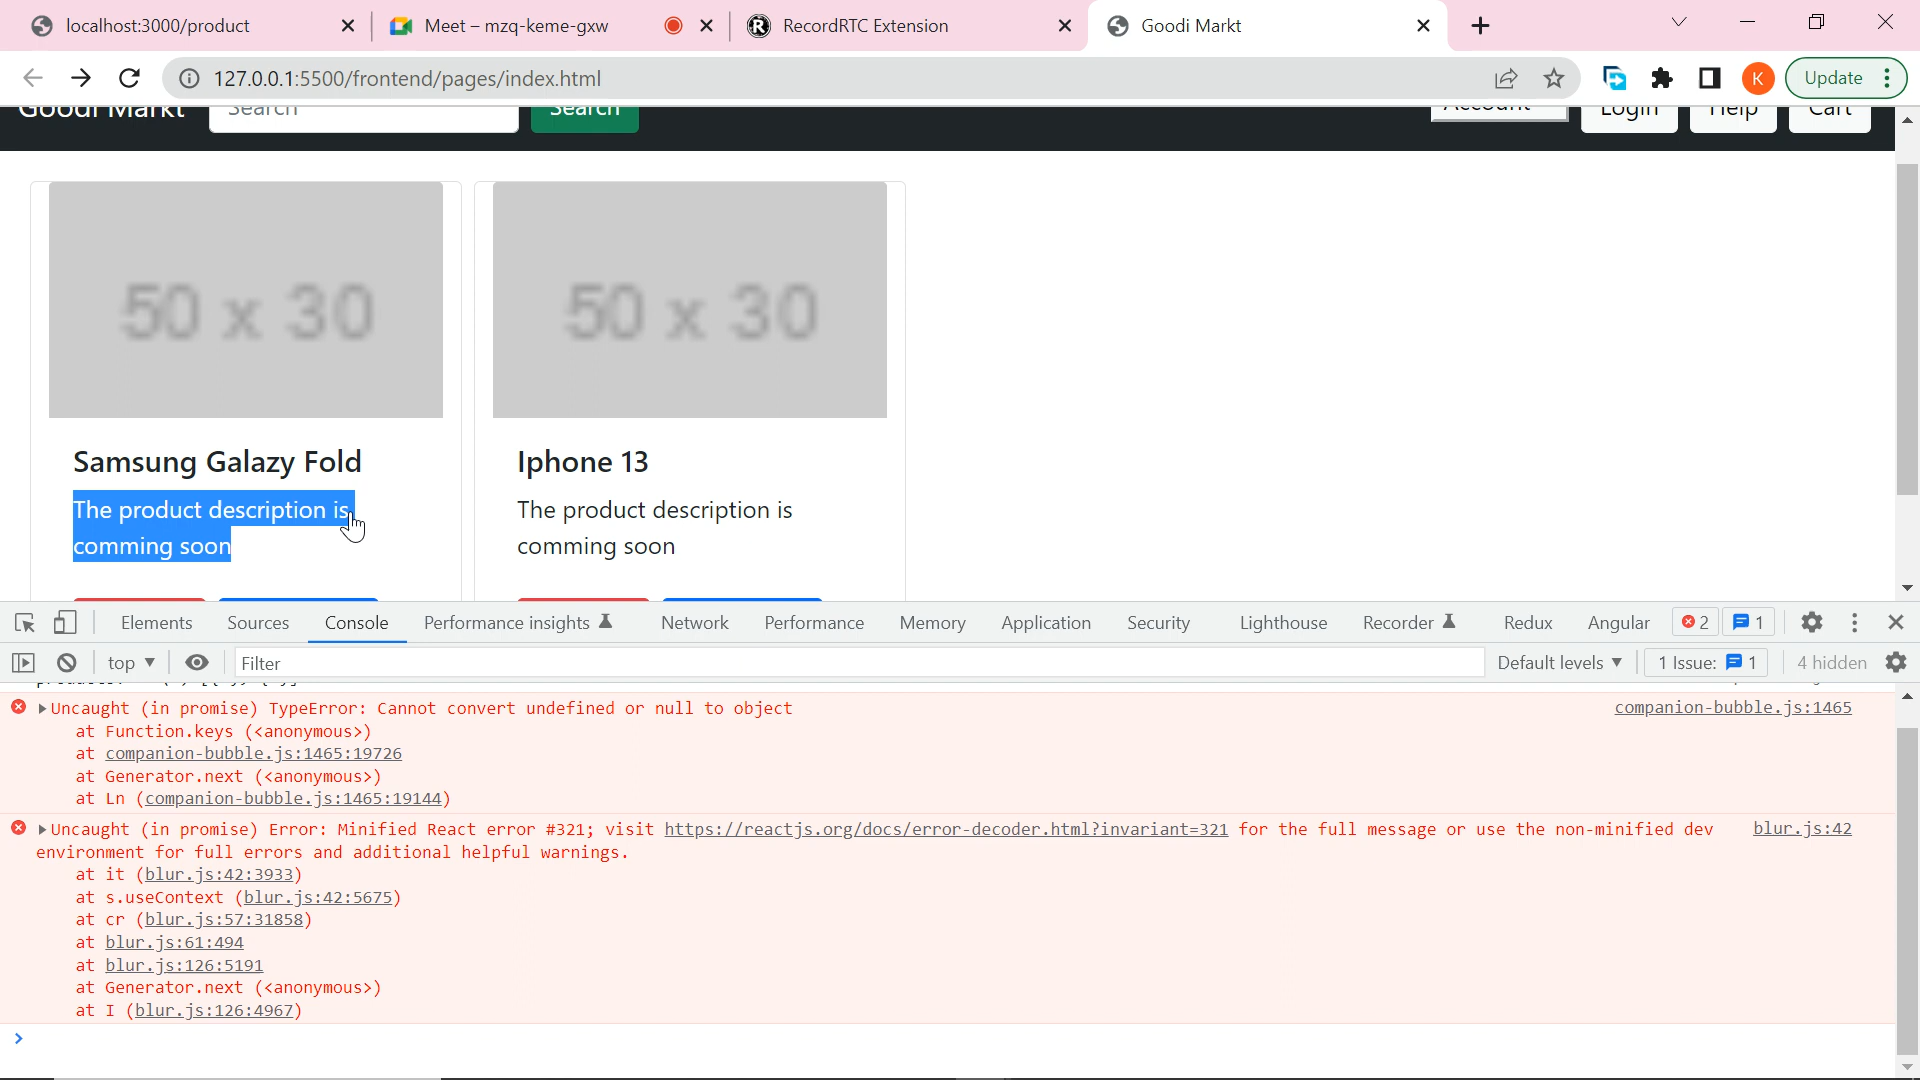 localhost:3000/product
Meet – mzq-keme-gxw
RecordRTC Extension
Goodi Markt
127.0.0.1:5500/frontend/pages/index.html
K
Update
Goodi Markt
Search
Search
Account
Login
Help
Cart
50 x 30
50 x 30
Samsung Galazy Fold
The product description is
comming soon
Iphone 13
The product description is
comming soon
Elements
Sources
Console
Performance insights
Network
Performance
Memory
Application
Security
Lighthouse
Recorder
Redux
Angular
2
1
top
Filter
Default levels
1 Issue: 1
4 hidden
Uncaught (in promise) TypeError: Cannot convert undefined or null to object companion-bubble.js:1465
at Function.keys (<anonymous>)
at companion-bubble.js:1465:19726
at Generator.next (<anonymous>)
at Ln (companion-bubble.js:1465:19144)
Uncaught (in promise) Error: Minified React error #321; visit https://reactjs.org/docs/error-decoder.html?invariant=321 for the full message or use the non-minified dev blur.js:42
environment for full errors and additional helpful warnings.
at it (blur.js:42:3933)
at s.useContext (blur.js:42:5675)
at cr (blur.js:57:31858)
at blur.js:61:494
at blur.js:126:5191
at Generator.next (<anonymous>)
at I (blur.js:126:4967)